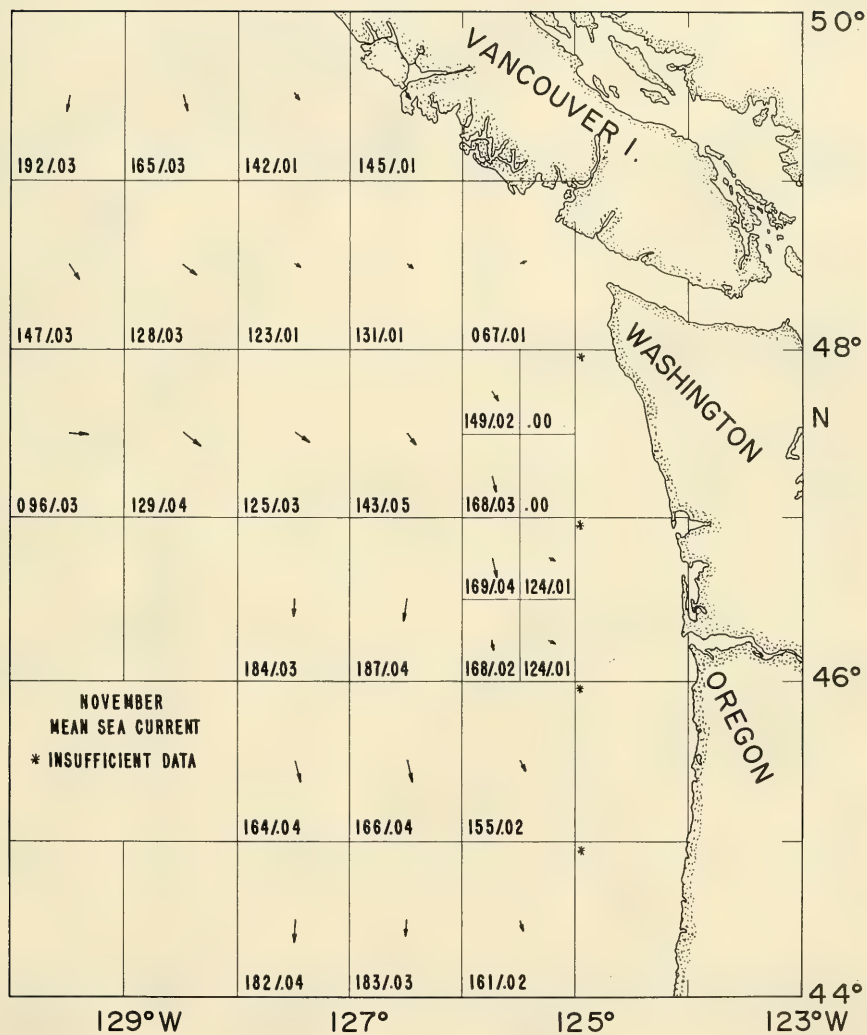 50°
VANCOUVER I.
192/.03 165/.03 142/.01 145/.01
147/.03 128/.03 123/.01 131/.01 067/.01
48°
WASHINGTON
149/.02 .00
N
096/.03 129/.04 125/.03 143/.05 168/.03 .00
169/.04 124/.01
184/.03 187/.04 168/.02 124/.01
46°
OREGON
NOVEMBER
MEAN SEA CURRENT
* INSUFFICIENT DATA
164/.04 166/.04 155/.02
182/.04 183/.03 161/.02
44°
129°W 127° 125° 123°W